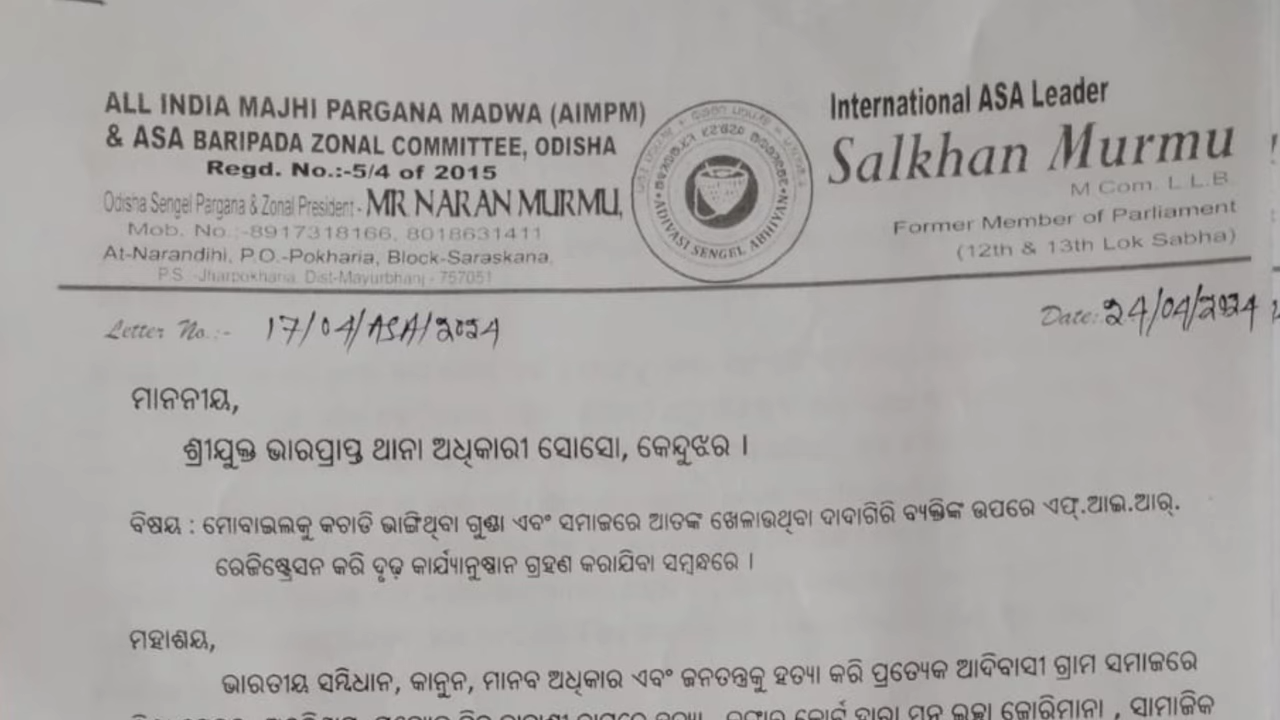 ALL INDIA MAJHI PARGANA MADWA (AIMPM)
& ASA BARIPADA ZONAL COMMITTEE, ODISHA
Regd. No.:-5/4 of 2015
Odisha Sengel Pargana & Zonal President - MR NARAN MURMU,
Mob. No.:-8917318166, 8018631411
At-Narandihi, P.O.-Pokharia, Block-Saraskana,
P.S. -Jharpokharia, Dist-Mayurbhanj - 757051
ADIVASI SENGEL ABHIYAN
International ASA Leader
Salkhan Murmu
M Com. L.L.B.
Former Member of Parliament
(12th & 13th Lok Sabha)
Letter No.:- 17/04/ASA/2024
Date: 24/04/2024
ମାନନୀୟ,
ଶ୍ରୀଯୁକ୍ତ ଭାରପ୍ରାପ୍ତ ଥାନା ଅଧିକାରୀ ସୋସୋ, କେନ୍ଦୁଝର ।
ବିଷୟ : ମୋବାଇଲକୁ କଚାଡି ଭାଙ୍ଗିଥିବା ଗୁଣ୍ଡା ଏବଂ ସମାଜରେ ଆତଙ୍କ ଖେଳାଉଥିବା ଦାଦାଗିରି ବ୍ୟକ୍ତିଙ୍କ ଉପରେ ଏଫ୍.ଆଇ.ଆର୍.
ରେଜିଷ୍ଟ୍ରେସନ କରି ଦୃଢ଼ କାର୍ଯ୍ୟାନୁଷ୍ଠାନ ଗ୍ରହଣ କରାଯିବା ସମ୍ବନ୍ଧରେ ।
ମହାଶୟ,
ଭାରତୀୟ ସମ୍ବିଧାନ, କାନୁନ, ମାନବ ଅଧିକାର ଏବଂ ଜନତନ୍ତ୍ରକୁ ହତ୍ୟା କରି ପ୍ରତ୍ୟେକ ଆଦିବାସୀ ଗ୍ରାମ ସମାଜରେ
ଦ୍ୱାରା ମନ ଇଚ୍ଛା ଜୋରିମାନା , ସାମାଜିକ